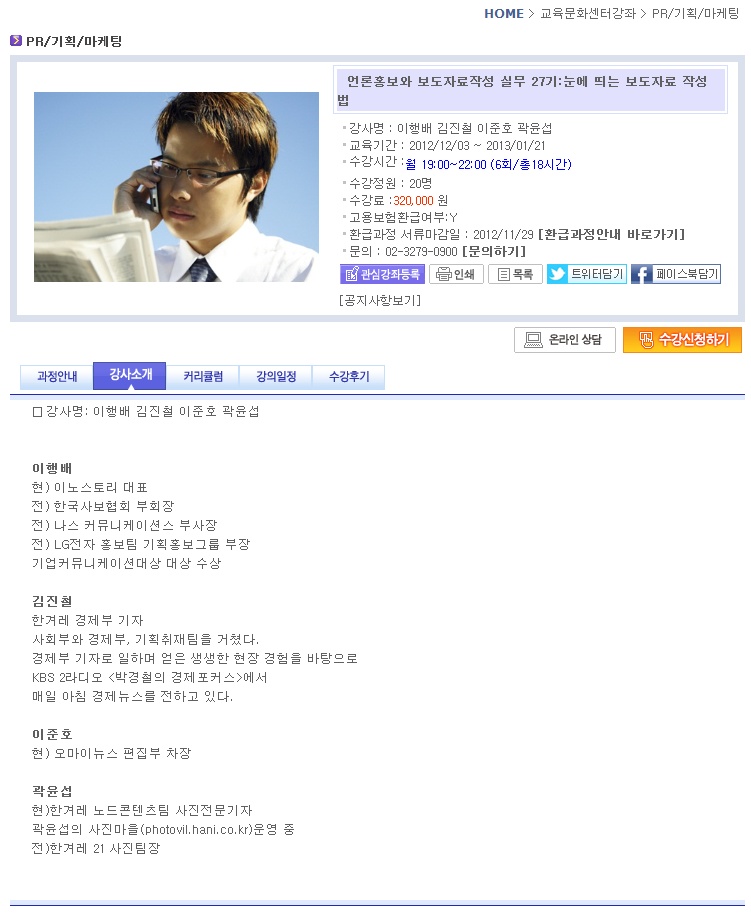 HOME > 교육문화센터강좌 > PR/기획/마케팅
PR/기획/마케팅
언론홍보와 보도자료작성 실무 27기:눈에 띄는 보도자료 작성
법
강사명 : 이행배 김진철 이준호 곽윤섭
교육기간 : 2012/12/03 ~ 2013/01/21
수강시간 :월 19:00~22:00 (6회/총18시간)
수강정원 : 20명
수강료 :320,000 원
고용보험환급여부:Y
환급과정 서류마감일 : 2012/11/29 [환급과정안내 바로가기]
문의 : 02-3279-0900 [문의하기]
관심강좌등록 인쇄 목록 트위터담기 페이스북담기
[공지사항보기]
온라인 상담 수강신청하기
과정안내 강사소개 커리큘럼 강의일정 수강후기
□ 강사명: 이행배 김진철 이준호 곽윤섭
이행배
현) 이노스토리 대표
전) 한국사보협회 부회장
전) 나스 커뮤니케이션스 부사장
전) LG전자 홍보팀 기획홍보그룹 부장
기업커뮤니케이션대상 대상 수상
김진철
한겨레 경제부 기자
사회부와 경제부, 기획취재팀을 거쳤다.
경제부 기자로 일하며 얻은 생생한 현장 경험을 바탕으로
KBS 2라디오 <박경철의 경제포커스>에서
매일 아침 경제뉴스를 전하고 있다.
이준호
현) 오마이뉴스 편집부 차장
곽윤섭
현)한겨레 노드콘텐츠팀 사진전문기자
곽윤섭의 사진마을(photovil.hani.co.kr)운영 중
전)한겨레 21 사진팀장